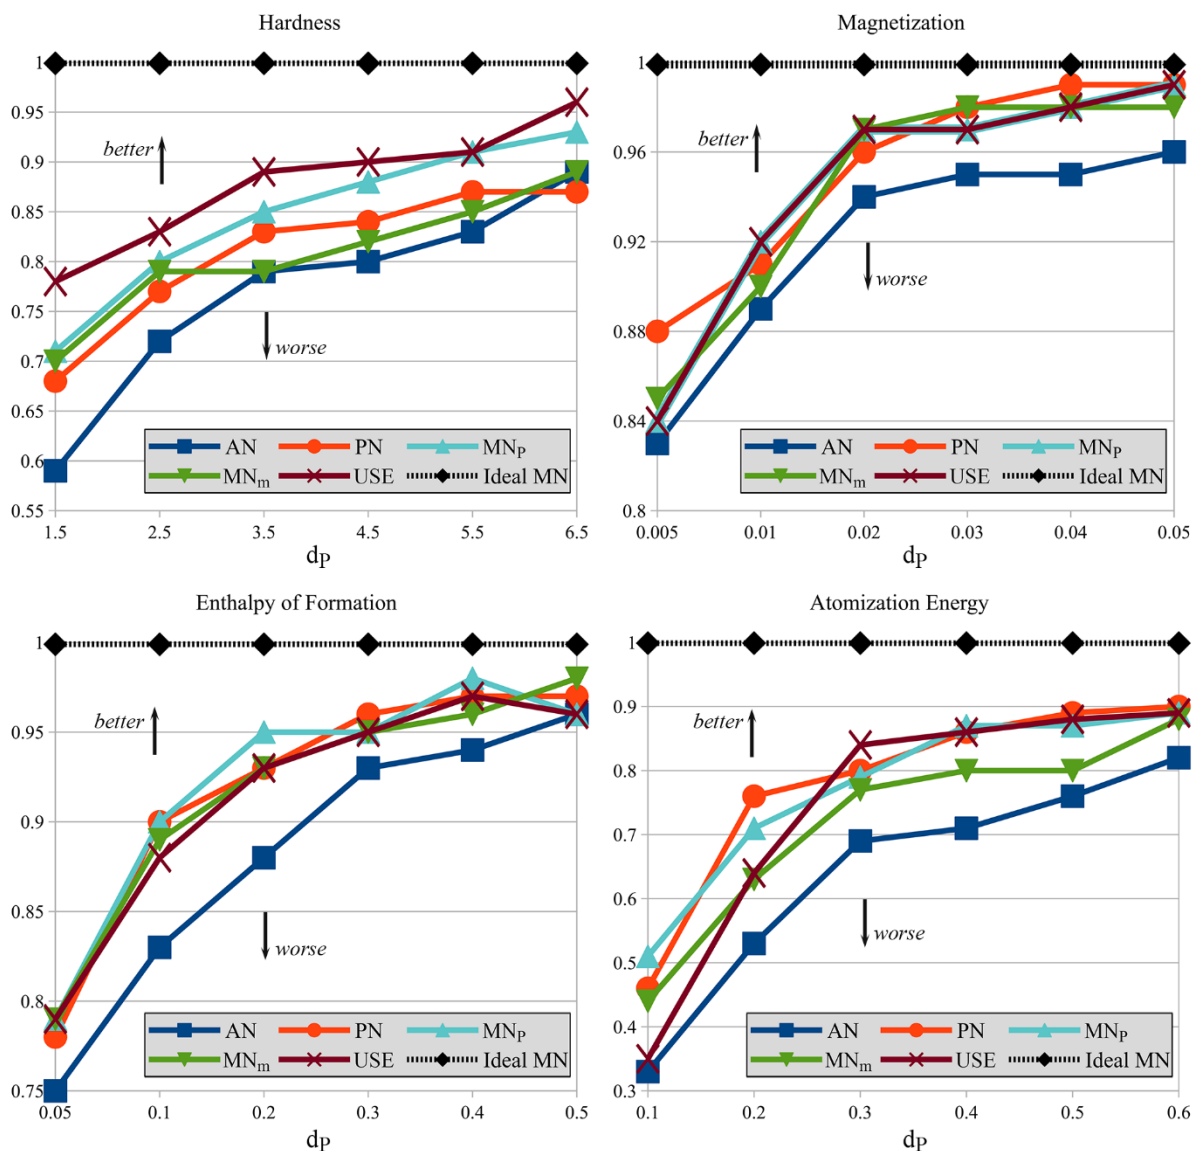 Hardness
1
0.95
0.9
0.85
0.8
0.75
0.7
0.65
0.6
0.55
better
worse
AN PN MNP
MNm USE Ideal MN
1.5 2.5 3.5 4.5 5.5 6.5
dP
Magnetization
1
0.96
0.92
0.88
0.84
0.8
better
worse
AN PN MNP
MNm USE Ideal MN
0.005 0.01 0.02 0.03 0.04 0.05
dP
Enthalpy of Formation
1
0.95
0.9
0.85
0.8
0.75
better
worse
AN PN MNP
MNm USE Ideal MN
0.05 0.1 0.2 0.3 0.4 0.5
dP
Atomization Energy
1
0.9
0.8
0.7
0.6
0.5
0.4
0.3
better
worse
AN PN MNP
MNm USE Ideal MN
0.1 0.2 0.3 0.4 0.5 0.6
dP